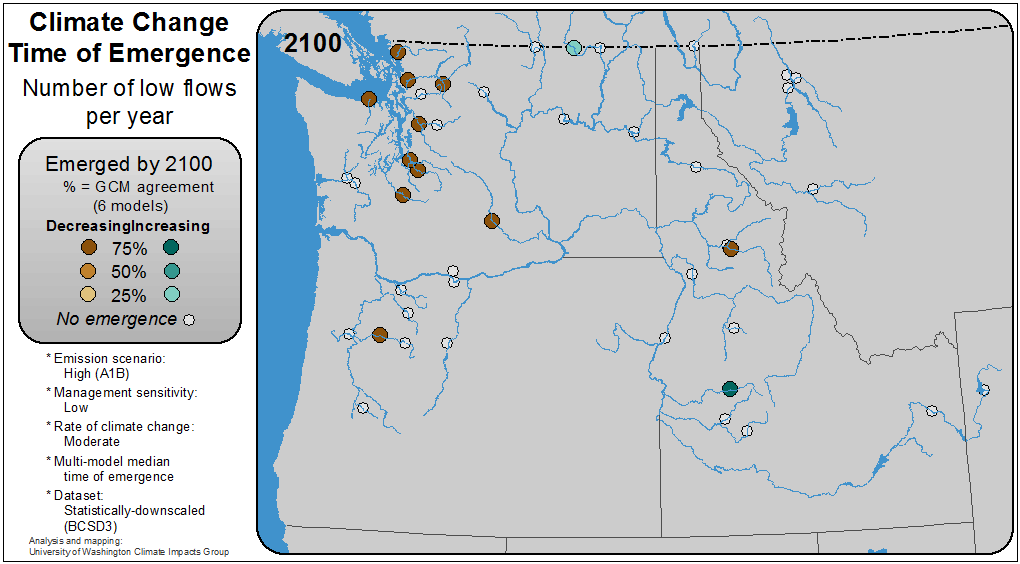 Climate Change
Time of Emergence
Number of low flows
per year
2100
Emerged by 2100
% = GCM agreement
(6 models)
DecreasingIncreasing
75%
50%
25%
No emergence
* Emission scenario:
High (A1B)
* Management sensitivity:
Low
* Rate of climate change:
Moderate
* Multi-model median
time of emergence
* Dataset:
Statistically-downscaled
(BCSD3)
Analysis and mapping:
University of Washington Climate Impacts Group